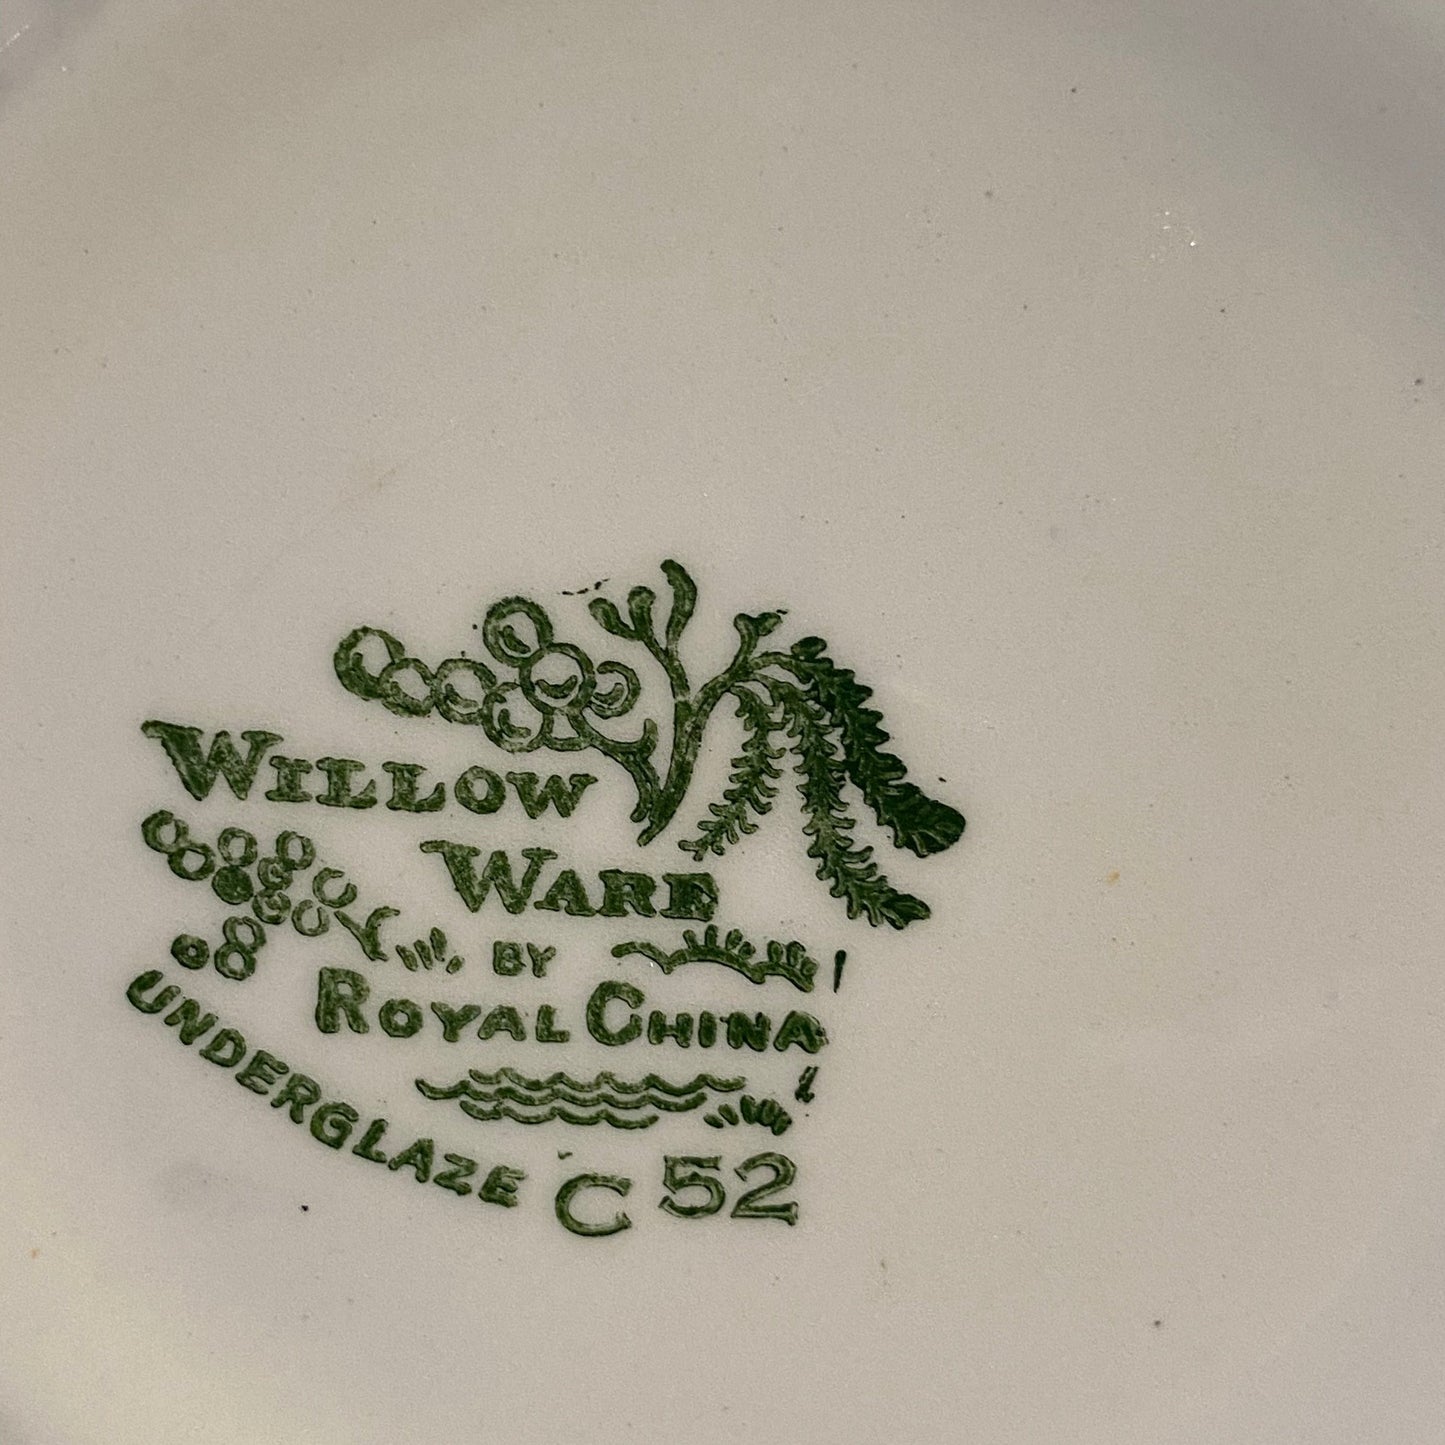 WILLOW
WARE
BY
ROYAL CHINA
UNDERGLAZE C 52